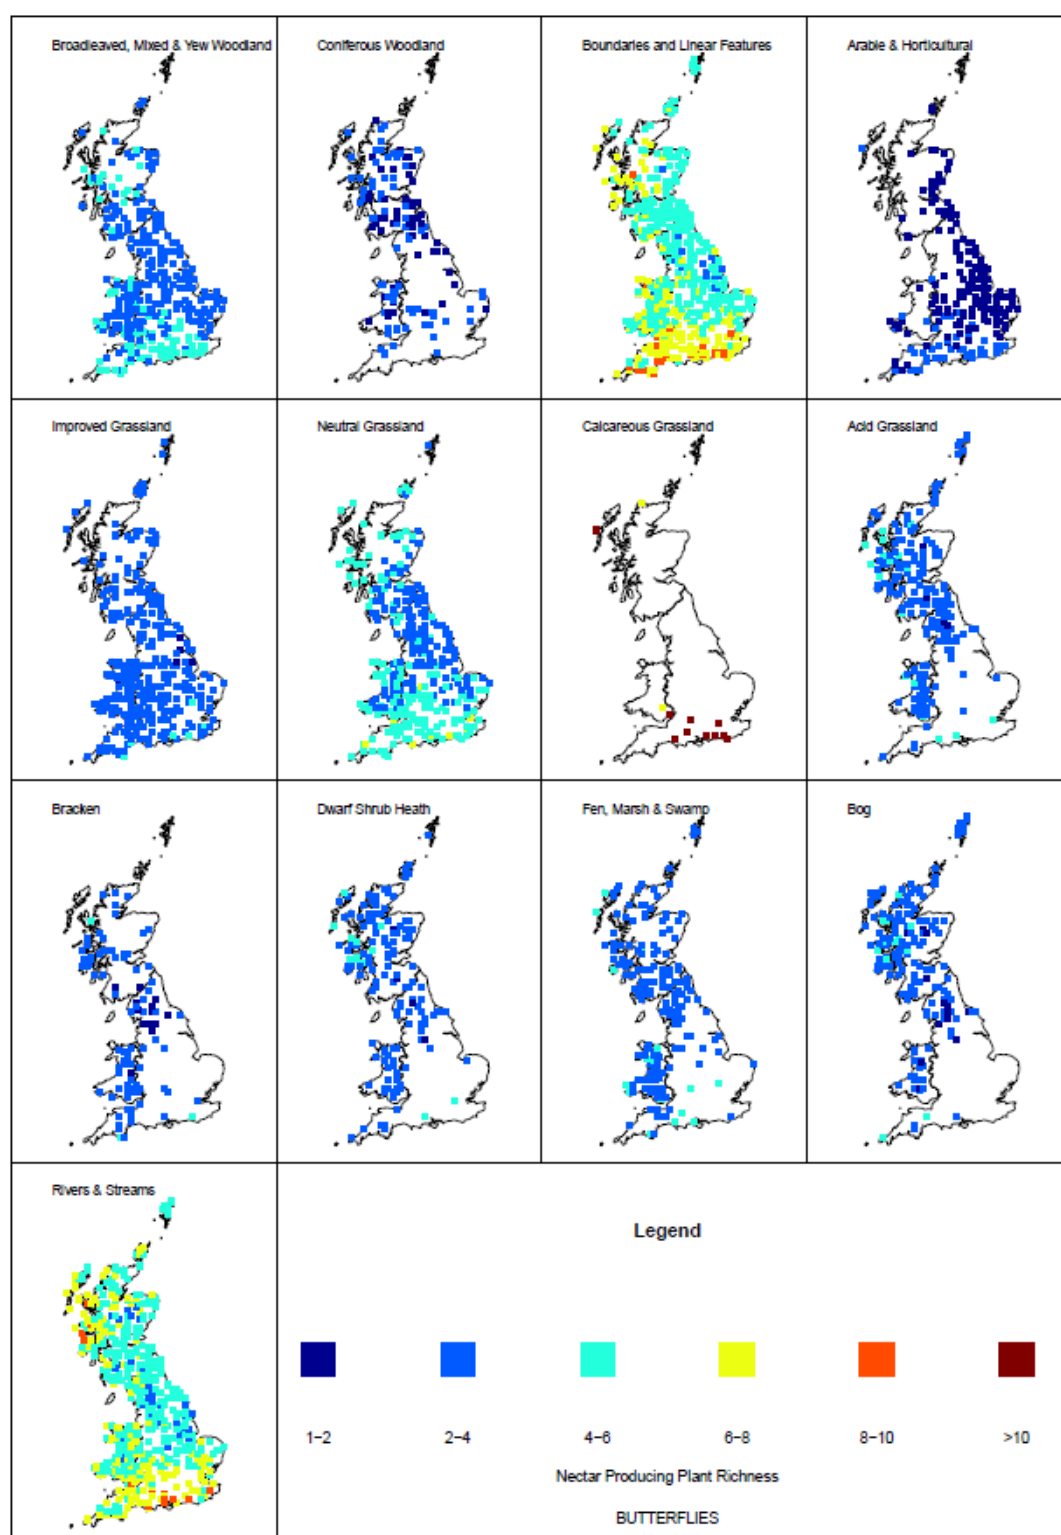 Broadleaved, Mixed & Yew Woodland
Coniferous Woodland
Boundaries and Linear Features
Arable & Horticultural
Improved Grassland
Neutral Grassland
Calcareous Grassland
Acid Grassland
Bracken
Dwarf Shrub Heath
Fen, Marsh & Swamp
Bog
Rivers & Streams
Legend
1-2
2-4
4-6
6-8
8-10
>10
Nectar Producing Plant Richness
BUTTERFLIES